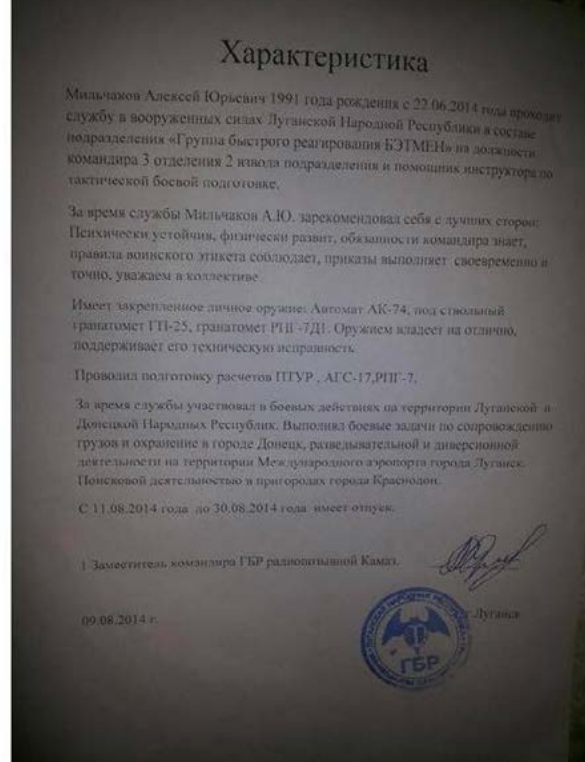 Характеристика
Мильчаков Алексей Юрьевич 1991 года рождения с 22.06.2014 года проходит
службу в вооруженных силах Луганской Народной Республики в составе
подразделения «Группа быстрого реагирования БЭТМЕН» на должности
командира 3 отделения 2 взвода подразделения и помощник инструктора по
тактической боевой подготовке.
За время службы Мильчаков А.Ю. зарекомендовал себя с лучших сторон:
Психически устойчив, физически развит, обязанности командира знает,
правила воинского этикета соблюдает, приказы выполняет своевременно и
точно, уважаем в коллективе.
Имеет закрепленное личное оружие: Автомат АК-74, под ствольный
гранатомет ГП-25, гранатомет РПГ-7Д1. Оружием владеет на отлично,
поддерживает его техническую исправность.
Проводил подготовку расчетов ПТУР , АГС-17,РПГ-7.
За время службы участвовал в боевых действиях на территории Луганской и
Донецкой Народных Республик. Выполнял боевые задачи по сопровождению
грузов и охранение в городе Донецк, разведывательной и диверсионной
деятельности на территории Международного аэропорта города Луганск.
Поисковой деятельностью в пригородах города Краснодон.
С 11.08.2014 года до 30.08.2014 года имеет отпуск.
1 Заместитель командира ГБР радиопозывной Камаз.
09.08.2014 г. г Луганск
ГБР